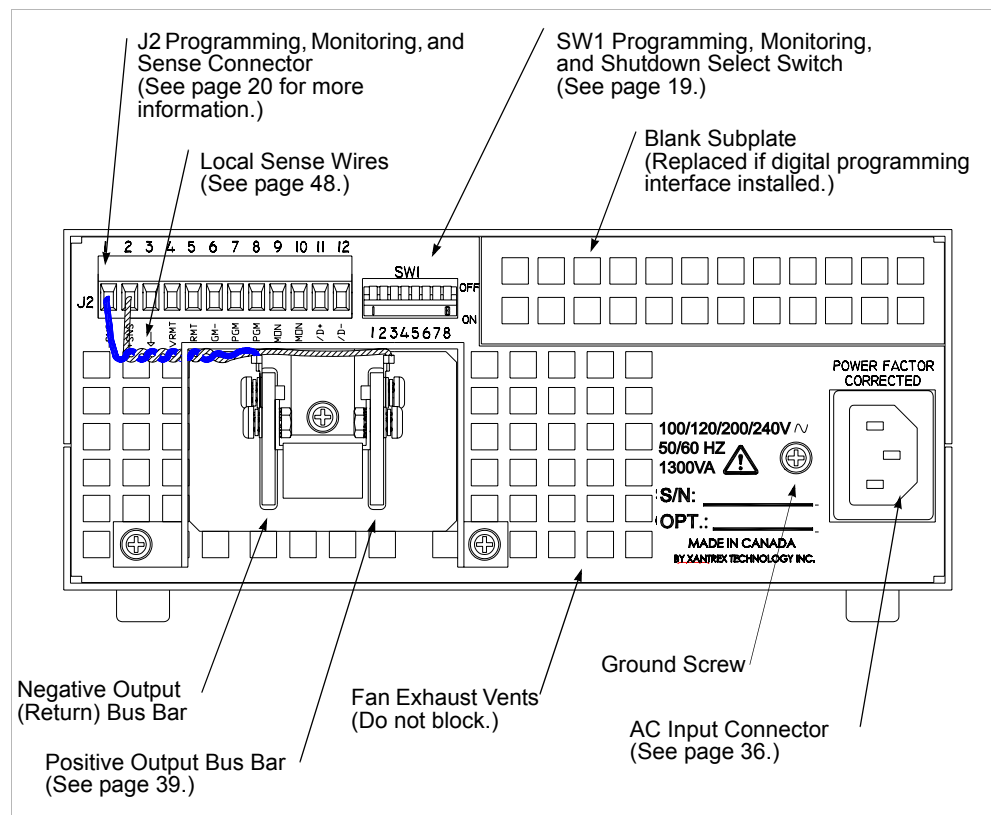 J2 Programming, Monitoring, and
Sense Connector
(See page 20 for more
information.)
SW1 Programming, Monitoring,
and Shutdown Select Switch
(See page 19.)
Local Sense Wires
(See page 48.)
Blank Subplate
(Replaced if digital programming
interface installed.)
1 2 3 4 5 6 7 8 9 10 11 12
SW1
OFF
J2
ON
SNS RMT GM- PGM PGM MON MON /D+ /D-
12345678
POWER FACTOR
CORRECTED
100/120/200/240V ~
50/60 HZ
1300VA
S/N:
OPT.:
MADE IN CANADA
BY XANTREX TECHNOLOGY INC.
Ground Screw
Negative Output
(Return) Bus Bar
Fan Exhaust Vents
(Do not block.)
AC Input Connector
(See page 36.)
Positive Output Bus Bar
(See page 39.)